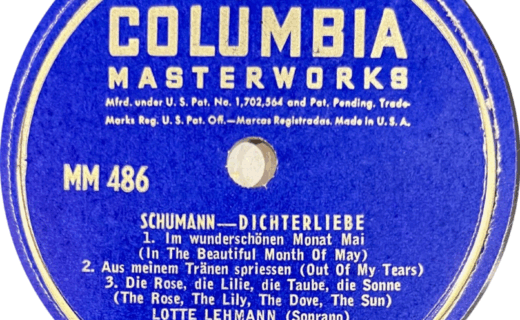 COLUMBIA
MASTERWORKS
Mfrd. under U. S. Pat. No. 1,702,564 and Pat. Pending. Trade-
Marks Reg. U. S. Pat. Off.—Marcas Registradas. Made in U. S. A.
MM 486
SCHUMANN—DICHTERLIEBE
1. Im wunderschönen Monat Mai
(In The Beautiful Month Of May)
2. Aus meinem Tränen spriessen (Out Of My Tears)
3. Die Rose, die Lilie, die Taube, die Sonne
(The Rose, The Lily, The Dove, The Sun)
LOTTE LEHMANN (Soprano)